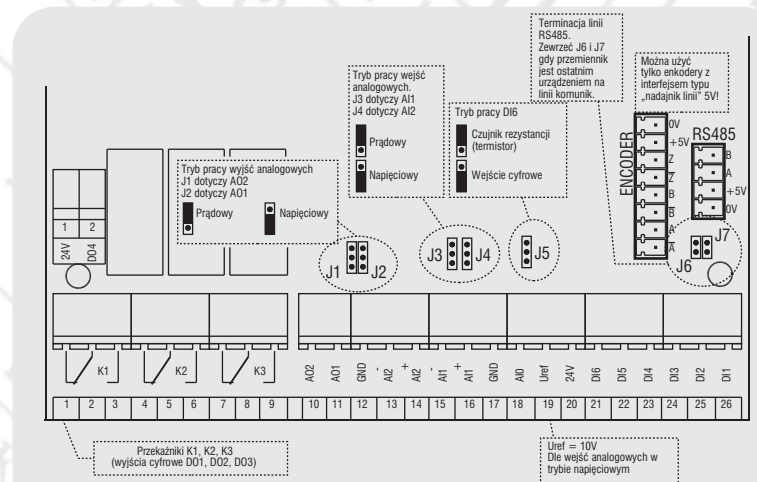 Terminacja linii
RS485.
Zewrzeć J6 i J7
gdy przemiennik
jest ostatnim
urządzeniem na
linii komunik.
Można użyć
tylko enkodery z
interfejsem typu
„nadajnik linii” 5V!
Tryb pracy wejść
analogowych.
J3 dotyczy AI1
J4 dotyczy AI2
Prądowy
Napięciowy
Tryb pracy DI6
Czujnik rezystancji
(termistor)
Wejście cyfrowe
Tryb pracy wyjść analogowych
J1 dotyczy AO2
J2 dotyczy AO1
Prądowy
Napięciowy
ENCODER
0V
+5V
Z
Z̅
B
B̅
A
A̅
RS485
B
A
+5V
0V
1 2
24V DO4
J1 J2
J3 J4
J5
J6 J7
K1 K2 K3
AO2 AO1 GND - AI2 + AI2 - AI1 + AI1 GND AI0 Uref 24V DI6 DI5 DI4 DI3 DI2 DI1
1 2 3 4 5 6 7 8 9 10 11 12 13 14 15 16 17 18 19 20 21 22 23 24 25 26
Przekaźniki K1, K2, K3
(wyjścia cyfrowe DO1, DO2, DO3)
Uref = 10V
Dle wejść analogowych w
trybie napięciowym